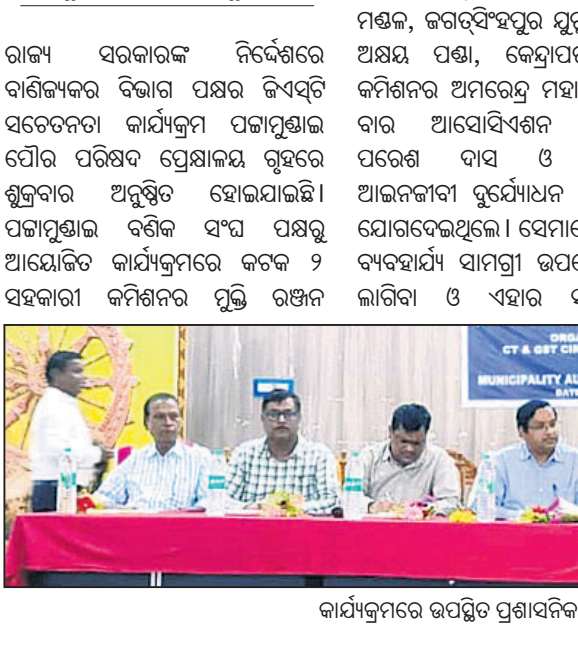 ରାଜ୍ୟ ସରକାରଙ୍କ ନିର୍ଦ୍ଦେଶରେ
ବାଣିଜ୍ୟକର ବିଭାଗ ପକ୍ଷର ଜିଏସ୍‌ଟି
ସଚେତନତା କାର୍ଯ୍ୟକ୍ରମ ପଟ୍ଟାମୁଣ୍ଡାଇ
ପୌର ପରିଷଦ ପ୍ରେକ୍ଷାଳୟ ଗୃହରେ
ଶୁକ୍ରବାର ଅନୁଷ୍ଠିତ ହୋଇଯାଇଛି।
ପଟ୍ଟାମୁଣ୍ଡାଇ ବଣିକ ସଂଘ ପକ୍ଷରୁ
ଆୟୋଜିତ କାର୍ଯ୍ୟକ୍ରମରେ କଟକ ୨
ସହକାରୀ କମିଶନର ମୁକ୍ତି ରଞ୍ଜନ
ମଣ୍ଡଳ, ଜଗତ୍‌ସିଂହପୁର
ଅକ୍ଷୟ ପଣ୍ଡା,
କମିଶନର ଅମରେନ୍ଦ୍ର
ବାର ଆସୋସିଏଶନ
ପରେଶ ଦାସ ଓ
ଆଇନଜୀବୀ ଦୁର୍ଯ୍ୟୋଧନ
ଯୋଗଦେଇଥିଲେ। ସେମାନେ
ବ୍ୟବହାର୍ଯ୍ୟ ସାମଗ୍ରୀ
ଲାଗିବା ଓ ଏହାର
CT & GST
MUNICIPALITY
କାର୍ଯ୍ୟକ୍ରମରେ ଉପସ୍ଥିତ ପ୍ରଶାସନିକ